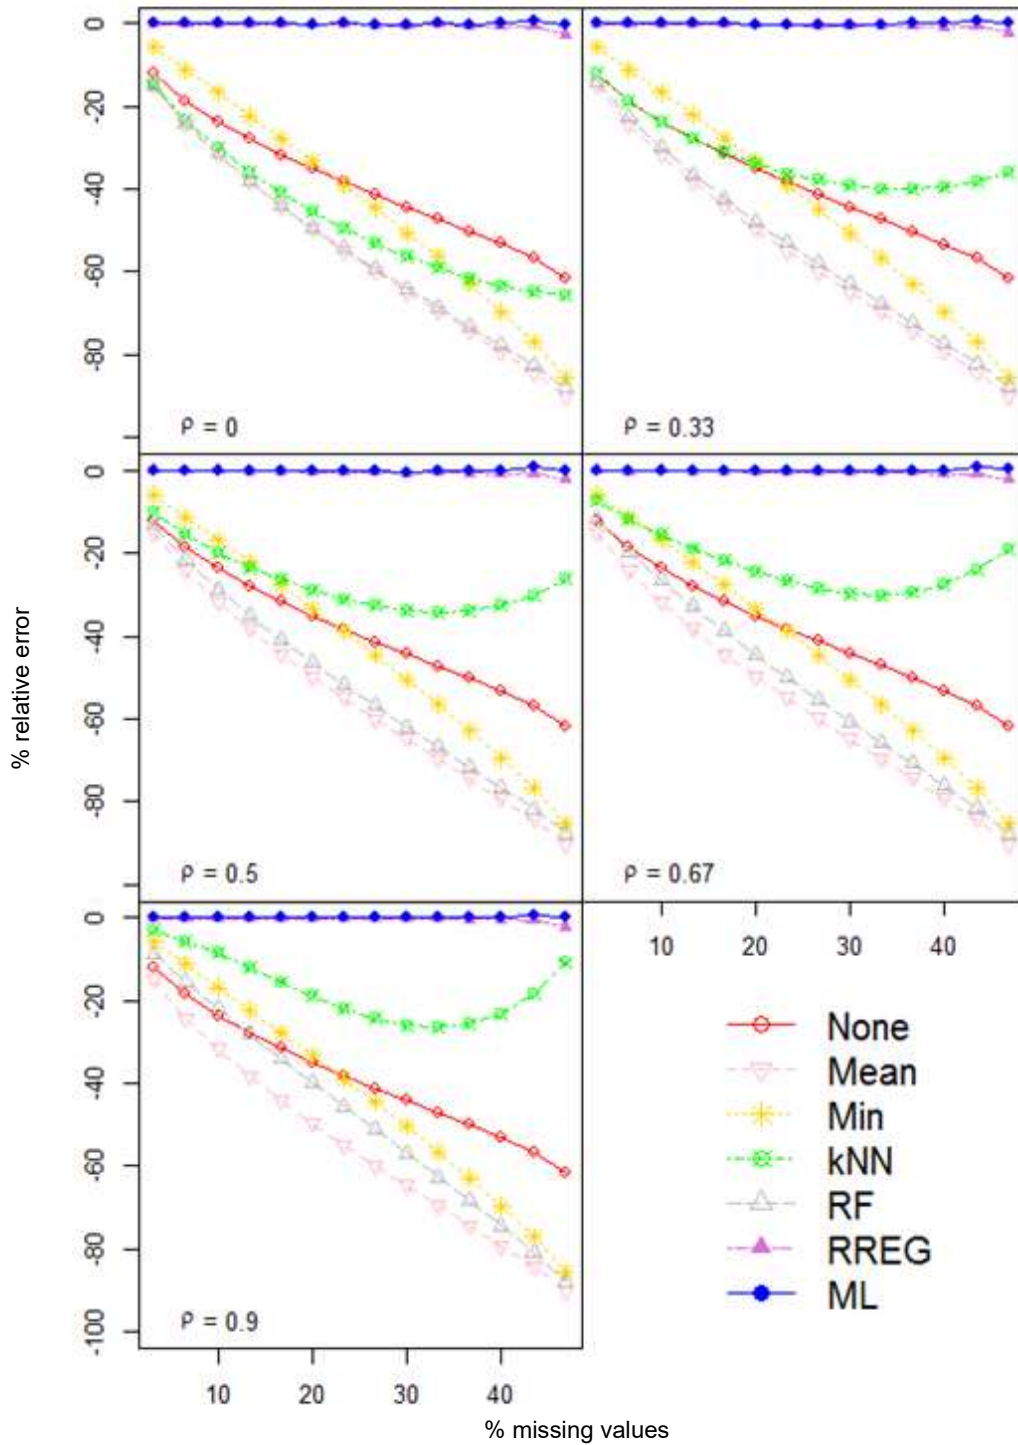 0
-20
-40
-60
-80
ρ = 0
ρ = 0.33
0
-20
-40
-60
-80
ρ = 0.5
ρ = 0.67
% relative error
0
-20
-40
-60
-80
-100
ρ = 0.9
10 20 30 40
None
Mean
Min
kNN
RF
RREG
ML
10 20 30 40
% missing values